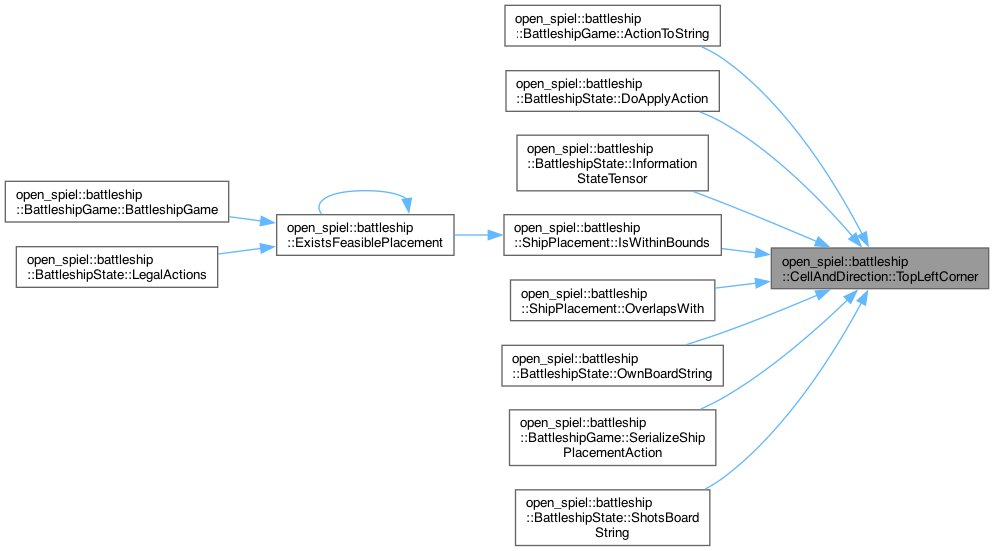 open_spiel::battleship
::BattleshipGame::ActionToString
open_spiel::battleship
::BattleshipState::DoApplyAction
open_spiel::battleship
::BattleshipState::Information
StateTensor
open_spiel::battleship
::BattleshipGame::BattleshipGame
open_spiel::battleship
::ExistsFeasiblePlacement
open_spiel::battleship
::ShipPlacement::IsWithinBounds
open_spiel::battleship
::BattleshipState::LegalActions
open_spiel::battleship
::CellAndDirection::TopLeftCorner
open_spiel::battleship
::ShipPlacement::OverlapsWith
open_spiel::battleship
::BattleshipState::OwnBoardString
open_spiel::battleship
::BattleshipGame::SerializeShip
PlacementAction
open_spiel::battleship
::BattleshipState::ShotsBoard
String